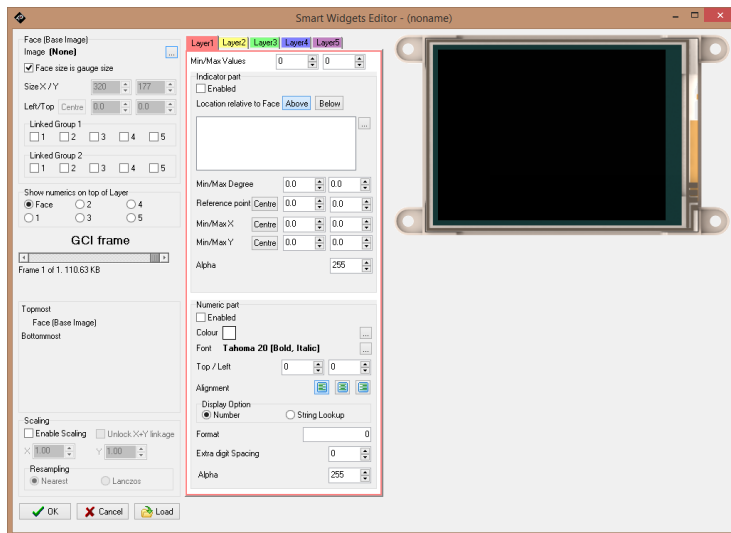 Smart Widgets Editor - (noname)
Face (Base Image)
Image (None) ...
Face size is gauge size
Size X / Y 320 177
Left/Top Centre 0.0 0.0
Linked Group 1
1 2 3 4 5
Linked Group 2
1 2 3 4 5
Show numerics on top of Layer
Face 2 4
1 3 5
GCI frame
Frame 1 of 1. 110.63 KB
Topmost
Face (Base Image)
Bottommost
Scaling
Enable Scaling Unlock X+Y linkage
X 1.00 Y 1.00
Resampling
Nearest Lanczos
OK Cancel Load
Layer1 Layer2 Layer3 Layer4 Layer5
Min/Max Values 0 0
Indicator part
Enabled
Location relative to Face Above Below
...
Min/Max Degree 0.0 0.0
Reference point Centre 0.0 0.0
Min/Max X Centre 0.0 0.0
Min/Max Y Centre 0.0 0.0
Alpha 255
Numeric part
Enabled
Colour ...
Font Tahoma 20 (Bold, Italic) ...
Top / Left 0 0
Alignment
Display Option
Number String Lookup
Format 0
Extra digit Spacing 0
Alpha 255